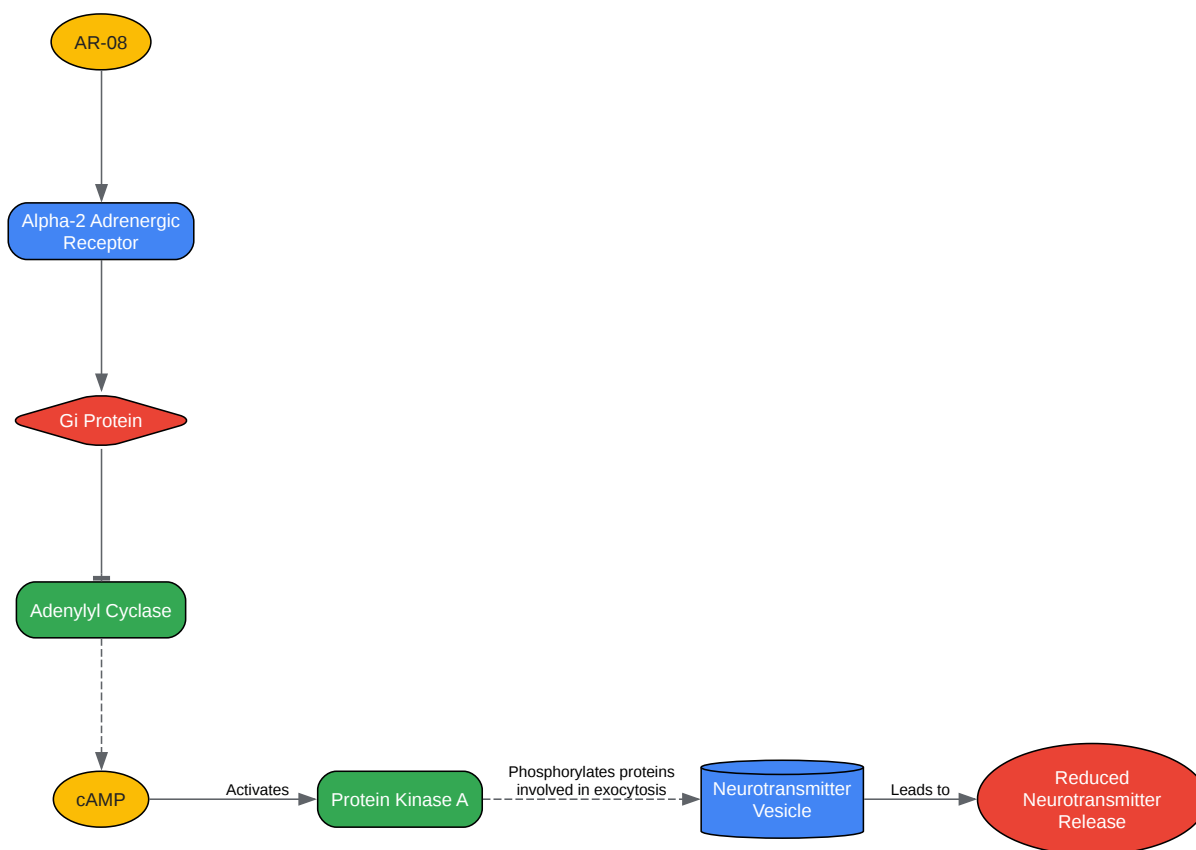 AR-08
Alpha-2 Adrenergic
Receptor
Gi Protein
Adenylyl Cyclase
cAMP
Activates
Protein Kinase A
Phosphorylates proteins
involved in exocytosis
Neurotransmitter
Vesicle
Leads to
Reduced
Neurotransmitter
Release